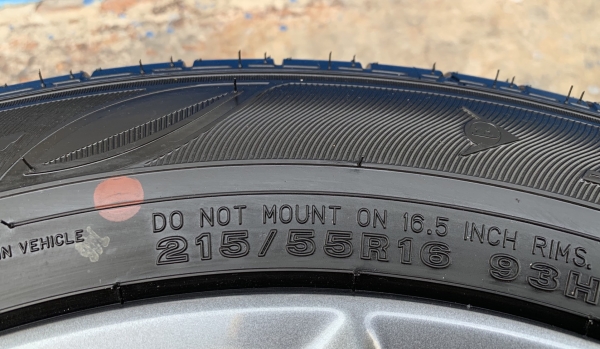 DO NOT MOUNT ON 16.5 INCH RIMS.
N VEHICLE
215/55R16 93H